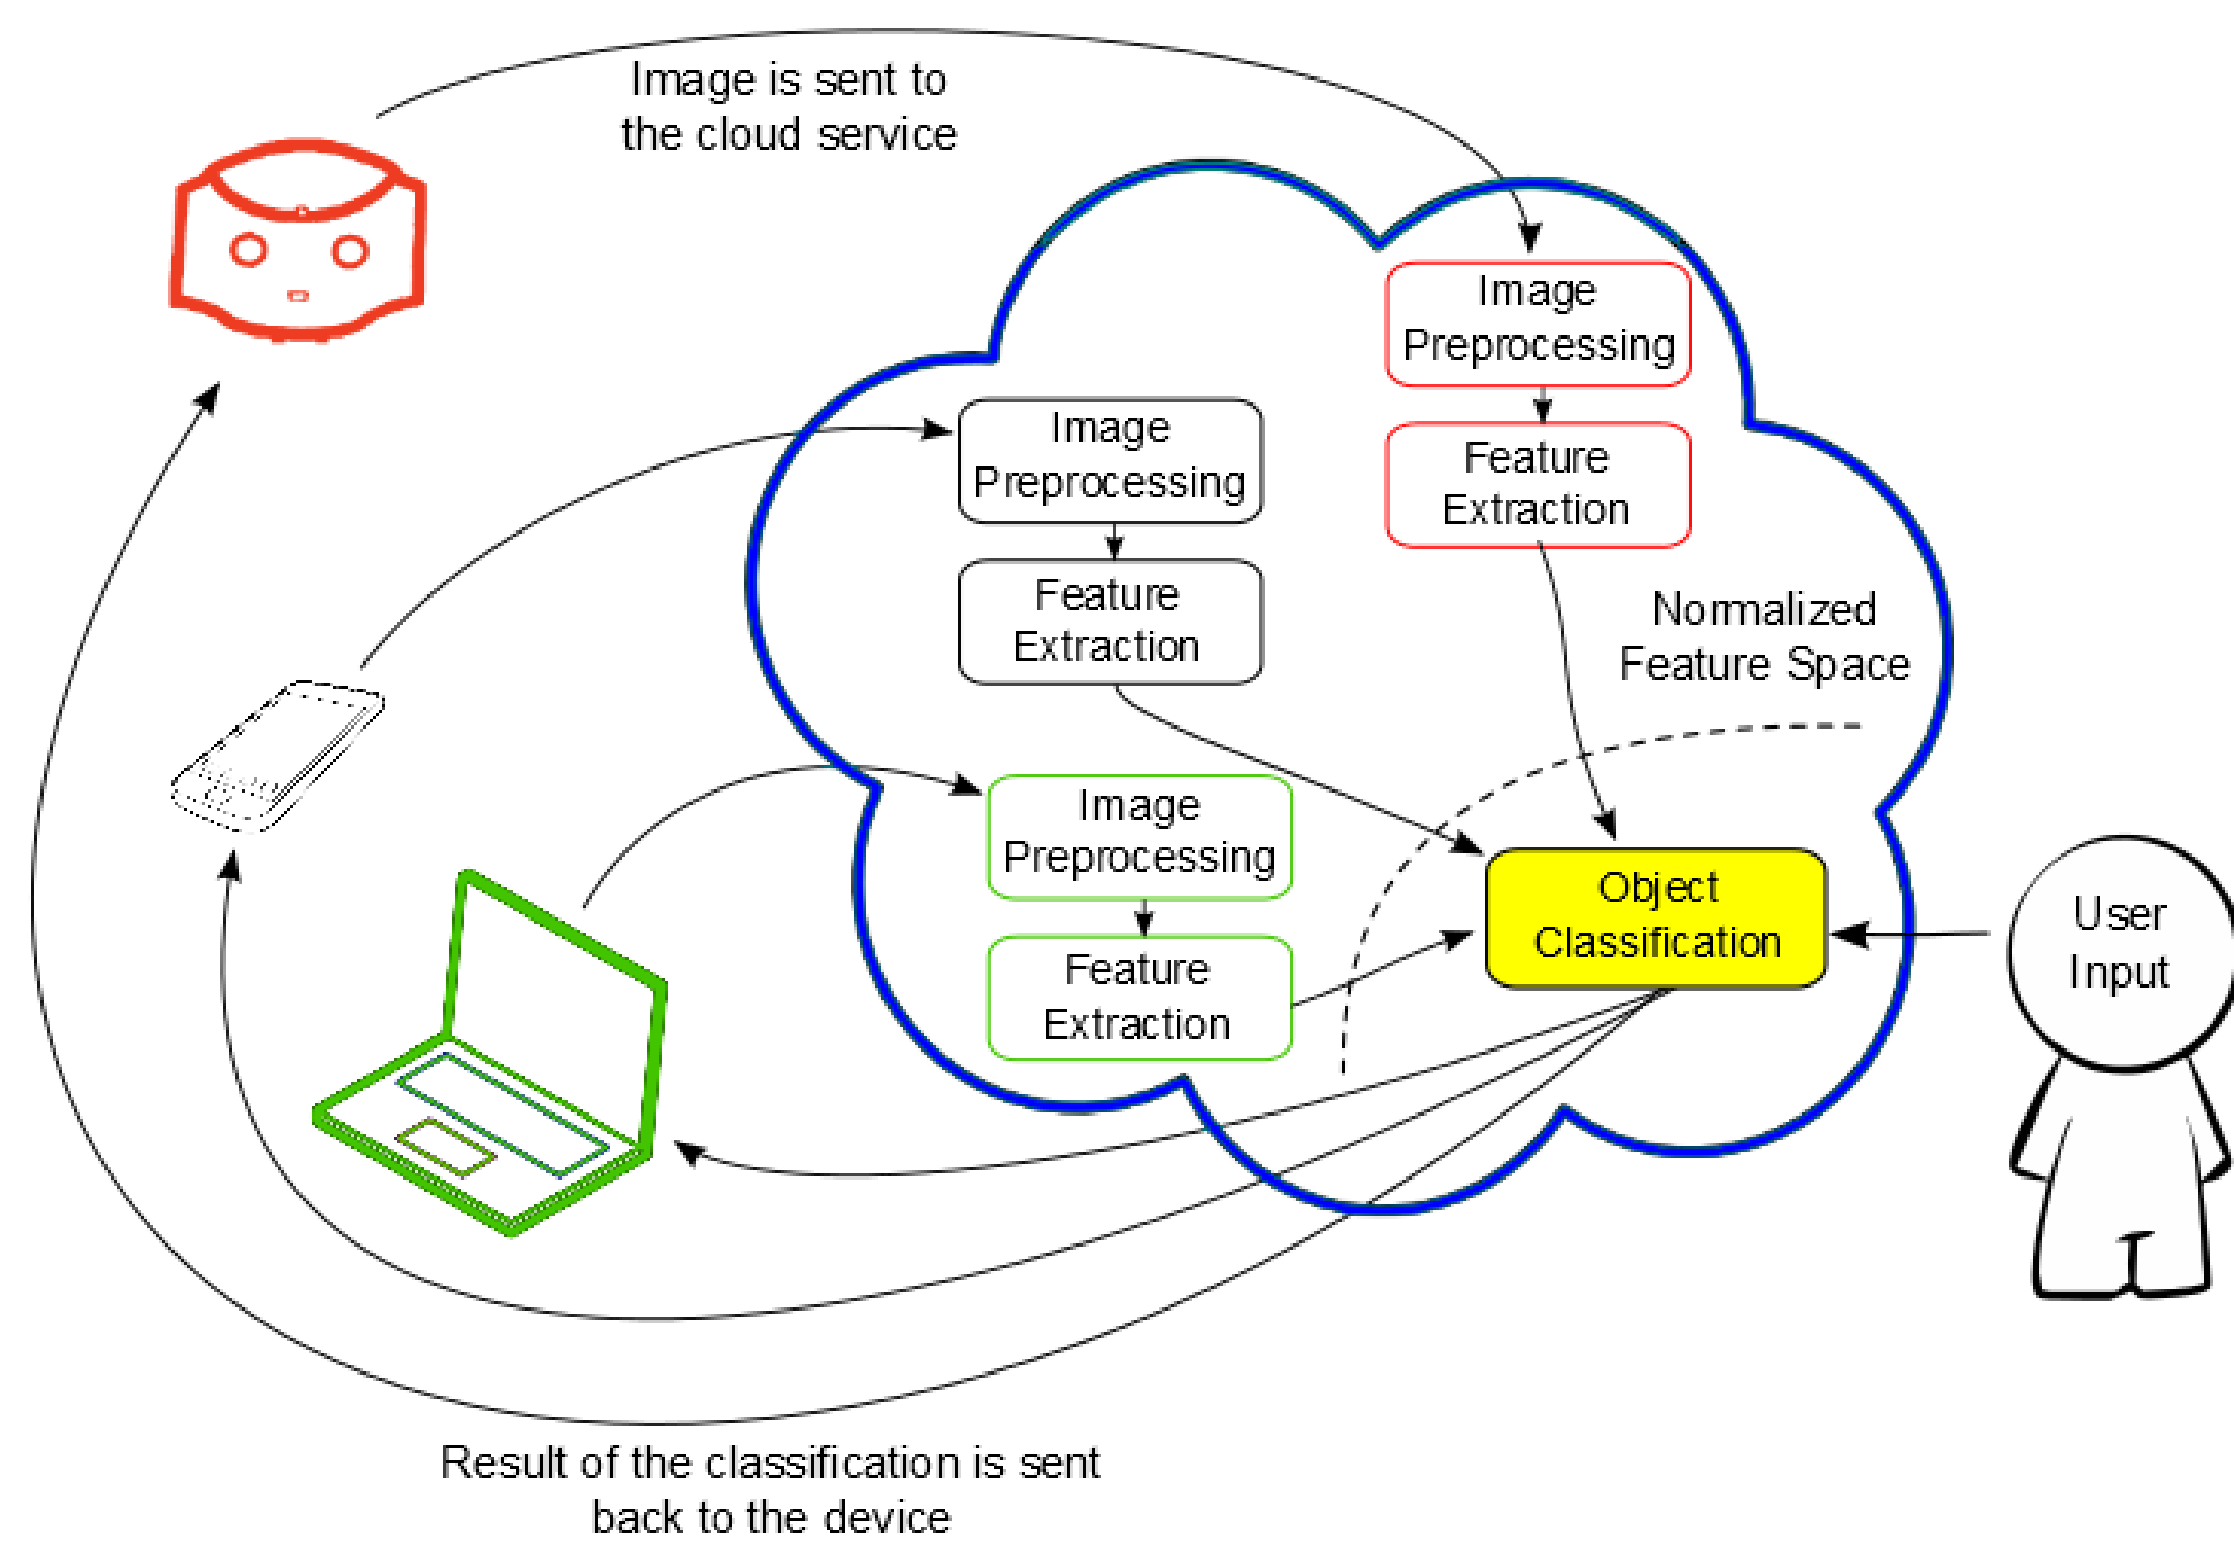 Image is sent to
the cloud service
Image
Preprocessing
Feature
Extraction
Image
Preprocessing
Feature
Extraction
Normalized
Feature Space
Image
Preprocessing
Feature
Extraction
Object
Classification
User
Input
Result of the classification is sent
back to the device